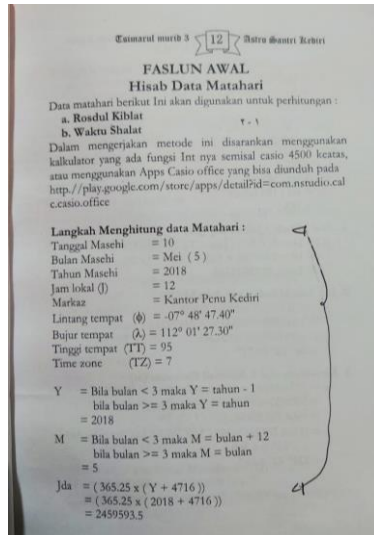 Tsimarul murid 3 12 Astro Santri Kediri
FASLUN AWAL
Hisab Data Matahari
Data matahari berikut Ini akan digunakan untuk perhitungan :
a. Rosdul Kiblat
b. Waktu Shalat
٢٠١
Dalam mengerjakan metode ini disarankan menggunakan
kalkulator yang ada fungsi Int nya semisal casio 4500 keatas,
atau menggunakan Apps Casio office yang bisa diunduh pada
http.//play.google.com/store/apps/detail?id=com.nstudio.cal
c.casio.office
Langkah Menghitung data Matahari :
Tanggal Masehi = 10
Bulan Masehi = Mei ( 5 )
Tahun Masehi = 2018
Jam lokal (J) = 12
Markaz = Kantor Penu Kediri
Lintang tempat (ϕ) = -07° 48' 47.40"
Bujur tempat (λ) = 112° 01' 27.30"
Tinggi tempat (TT) = 95
Time zone (TZ) = 7
Y = Bila bulan < 3 maka Y = tahun - 1
bila bulan >= 3 maka Y = tahun
= 2018
M = Bila bulan < 3 maka M = bulan + 12
bila bulan >= 3 maka M = bulan
= 5
Jda = ( 365.25 x ( Y + 4716 ))
= ( 365.25 x ( 2018 + 4716 ))
= 2459593.5